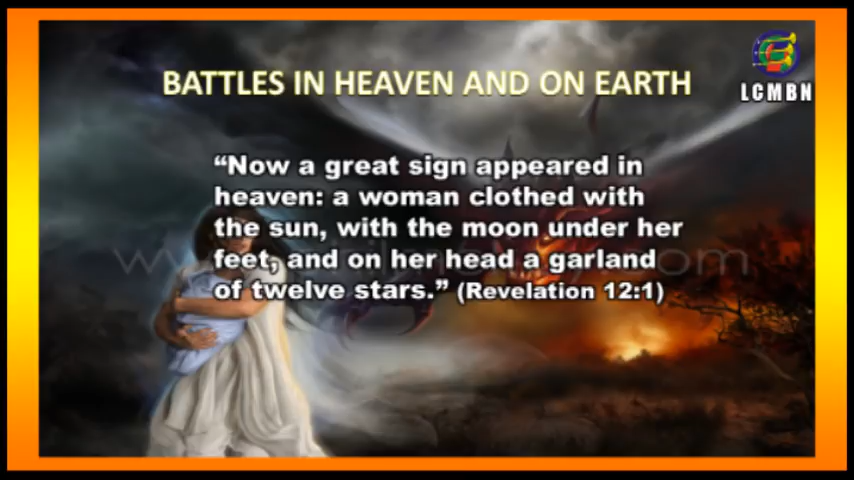 BATTLES IN HEAVEN AND ON EARTH
LCMBN
“Now a great sign appeared in
heaven: a woman clothed with
the sun, with the moon under her
feet, and on her head a garland
of twelve stars.” (Revelation 12:1)